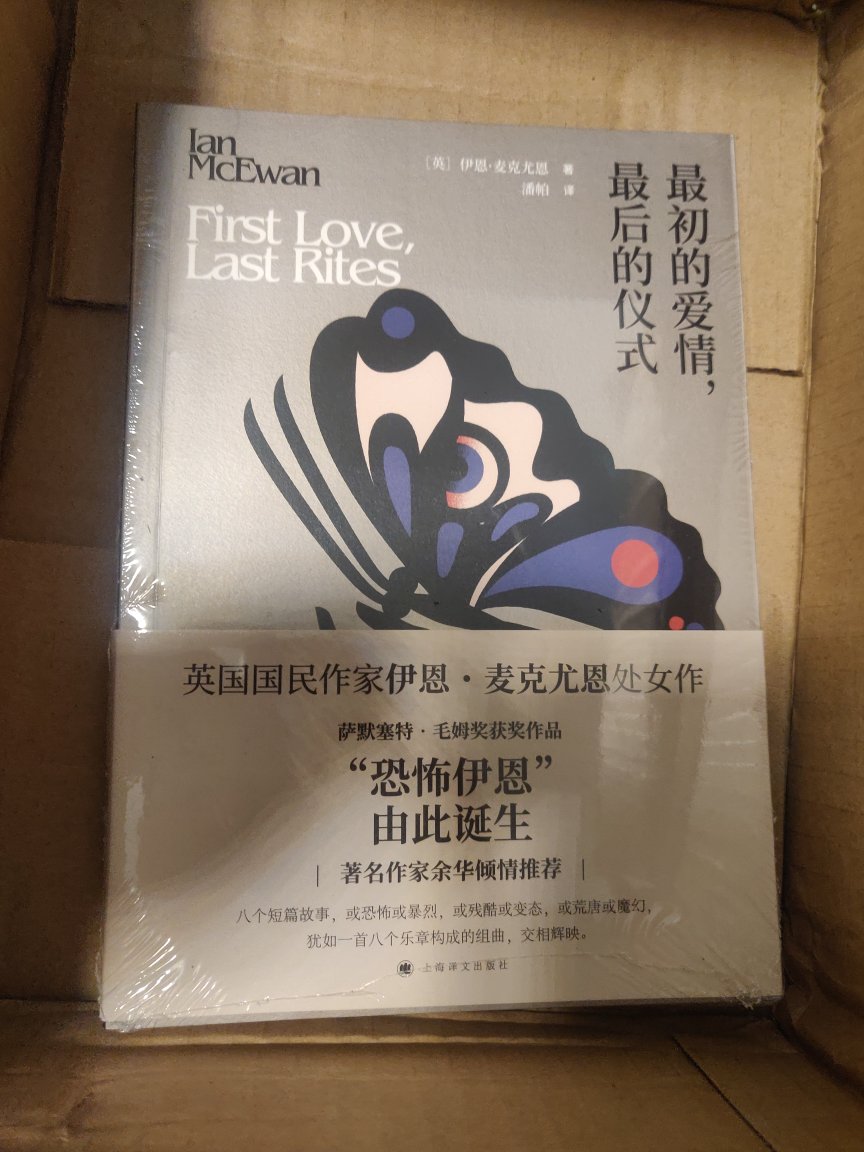 Ian
McEwan
First Love,
Last Rites
［英］ 伊恩·麦克尤恩 著
潘帕 译
最初的爱情，
最后的仪式
英国国民作家伊恩·麦克尤恩处女作
萨默塞特·毛姆奖获奖作品
“恐怖伊恩”
由此诞生
| 著名作家余华倾情推荐 |
八个短篇故事，或恐怖或暴烈，或残酷或变态，或荒唐或魔幻，
犹如一首八个乐章构成的组曲，交相辉映。
上海译文出版社